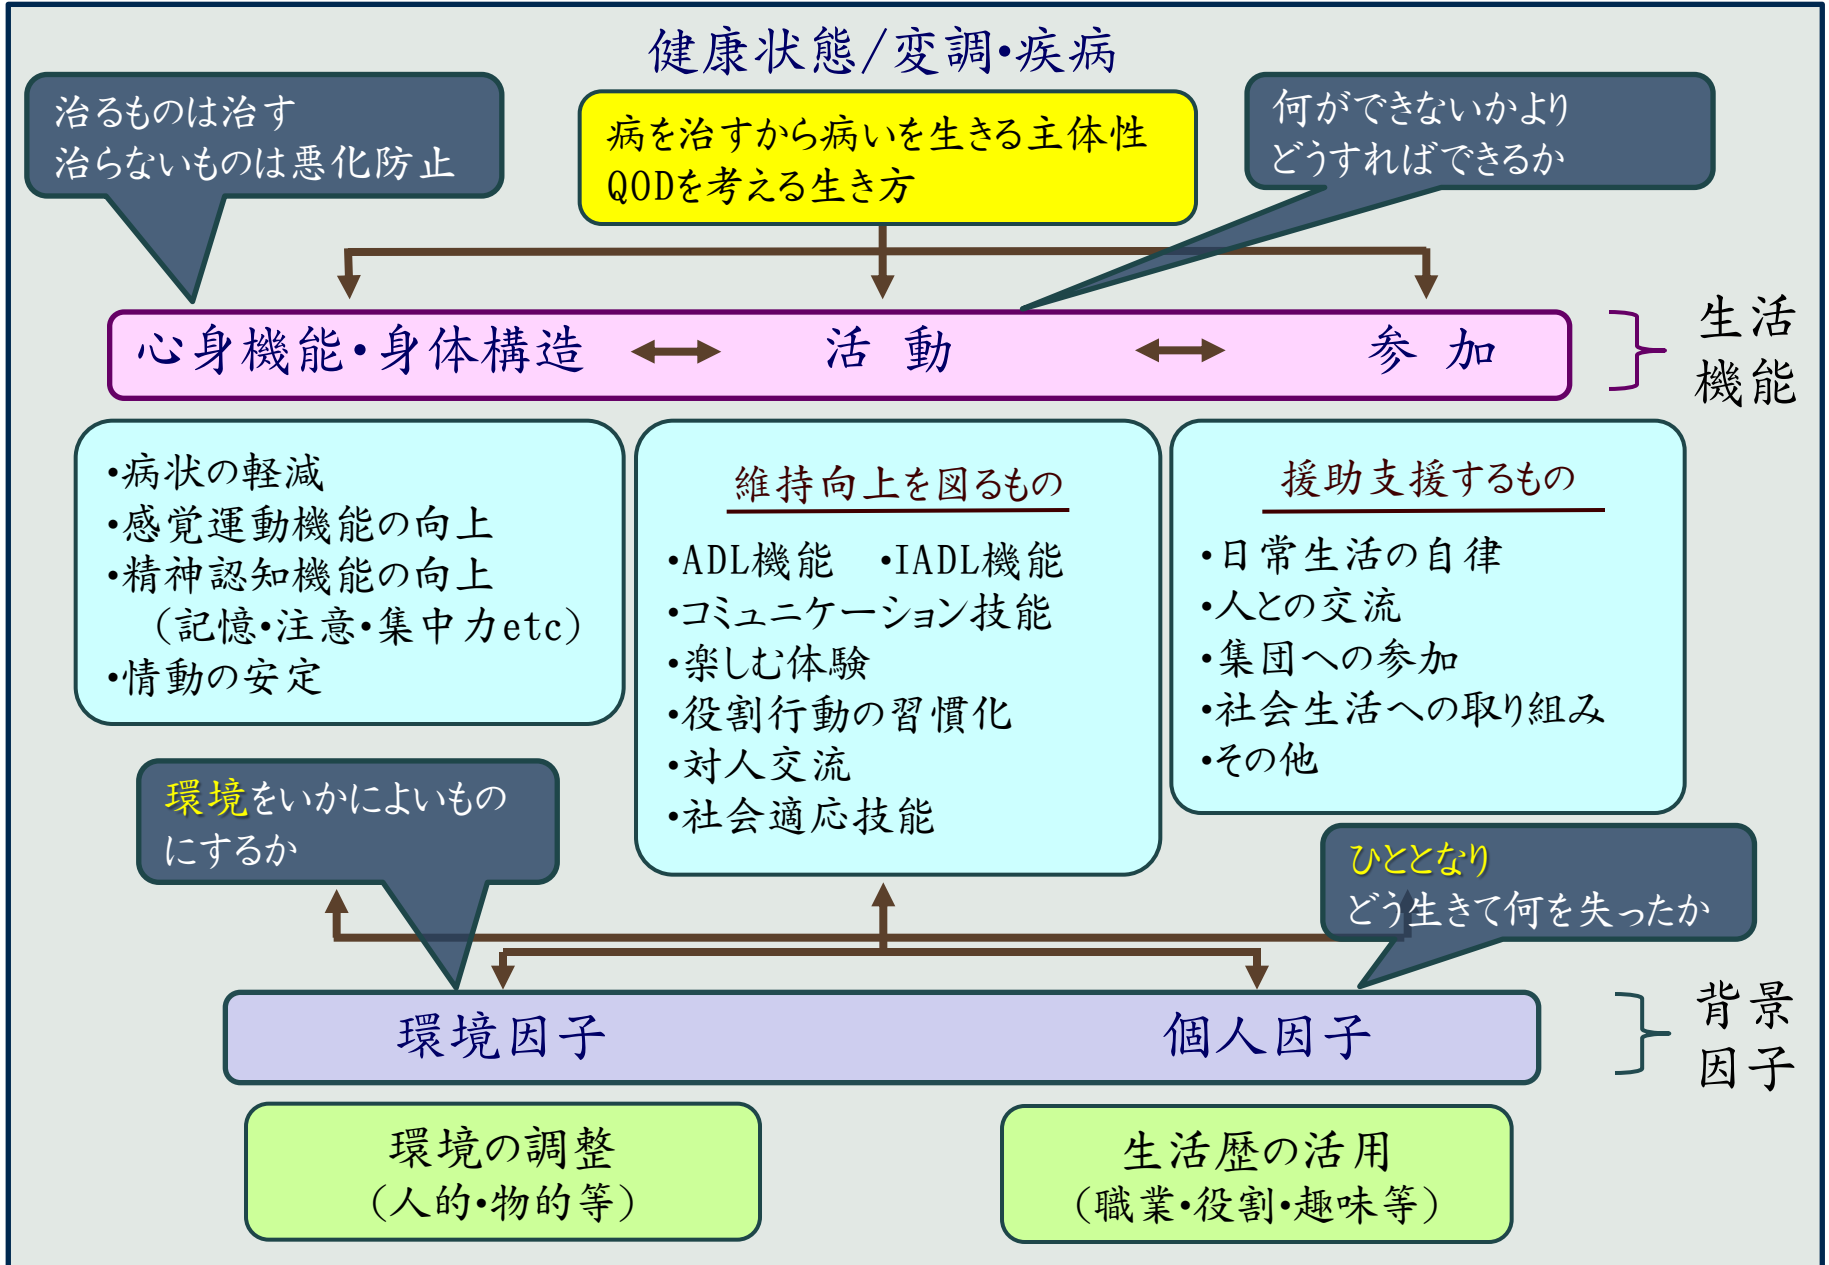 健康状態/変調・疾病
治るものは治す
治らないものは悪化防止
病を治すから病いを生きる主体性
QODを考える生き方
何ができないかより
どうすればできるか
心身機能・身体構造 活動 参加
生活
機能
・病状の軽減
・感覚運動機能の向上
・精神認知機能の向上
(記憶・注意・集中力etc)
・情動の安定
維持向上を図るもの
・ADL機能 ・IADL機能
・コミュニケーション技能
・楽しむ体験
・役割行動の習慣化
・対人交流
・社会適応技能
援助支援するもの
・日常生活の自律
・人との交流
・集団への参加
・社会生活への取り組み
・その他
環境をいかによいもの
にするか
ひととなり
どう生きて何を失ったか
環境因子 個人因子
背景
因子
環境の調整
(人的・物的等)
生活歴の活用
(職業・役割・趣味等)